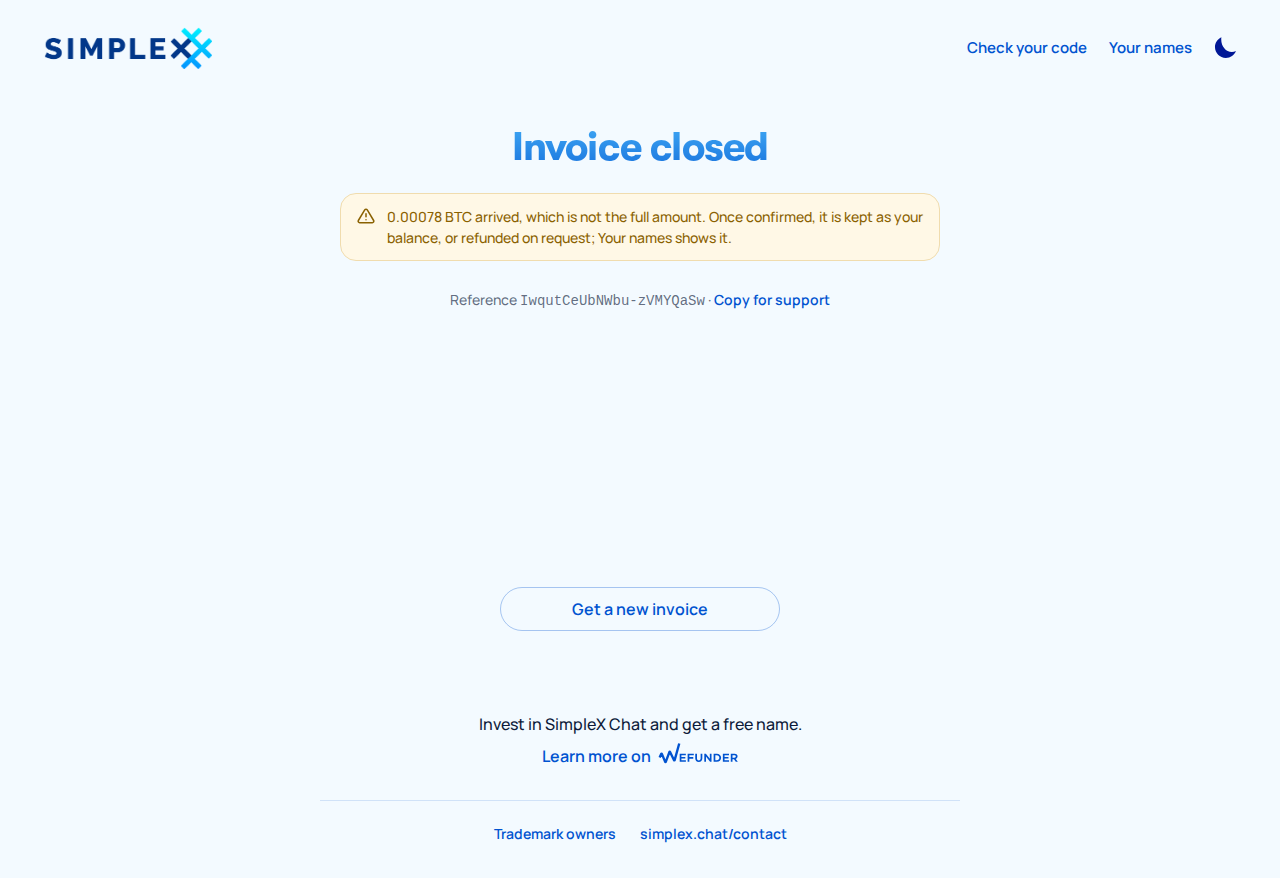 SIMPLEX
Check your code
Your names
Invoice closed
0.00078 BTC arrived, which is not the full amount. Once confirmed, it is kept as your
balance, or refunded on request; Your names shows it.
Reference IwqutCeUbNWbu-zVMYQaSw · Copy for support
Get a new invoice
Invest in SimpleX Chat and get a free name.
Learn more on WEFUNDER
Trademark owners
simplex.chat/contact